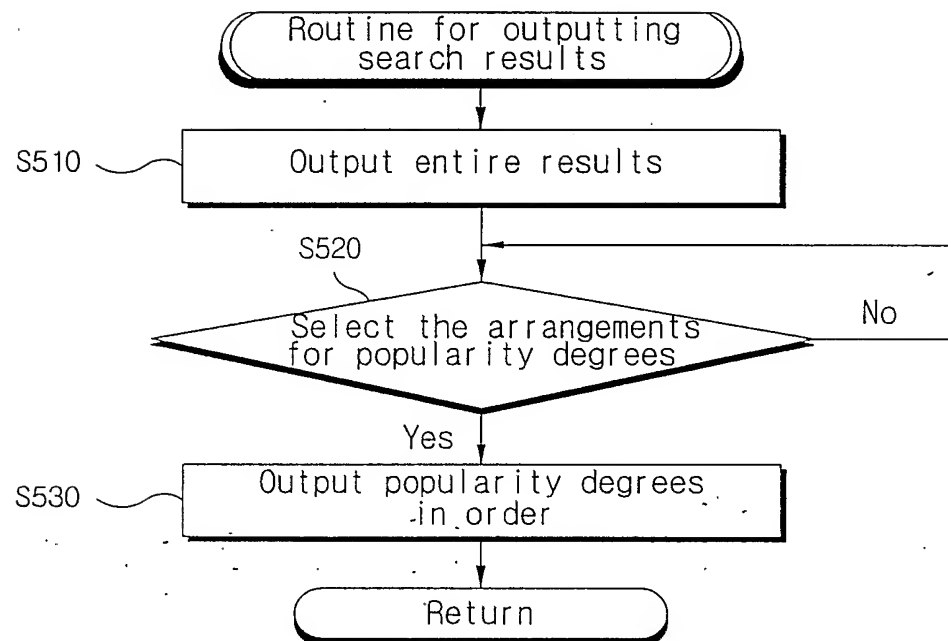 Routine for outputting
search results
S510
Output entire results
S520
Select the arrangements
for popularity degrees
No
Yes
S530
Output popularity degrees
in order
Return